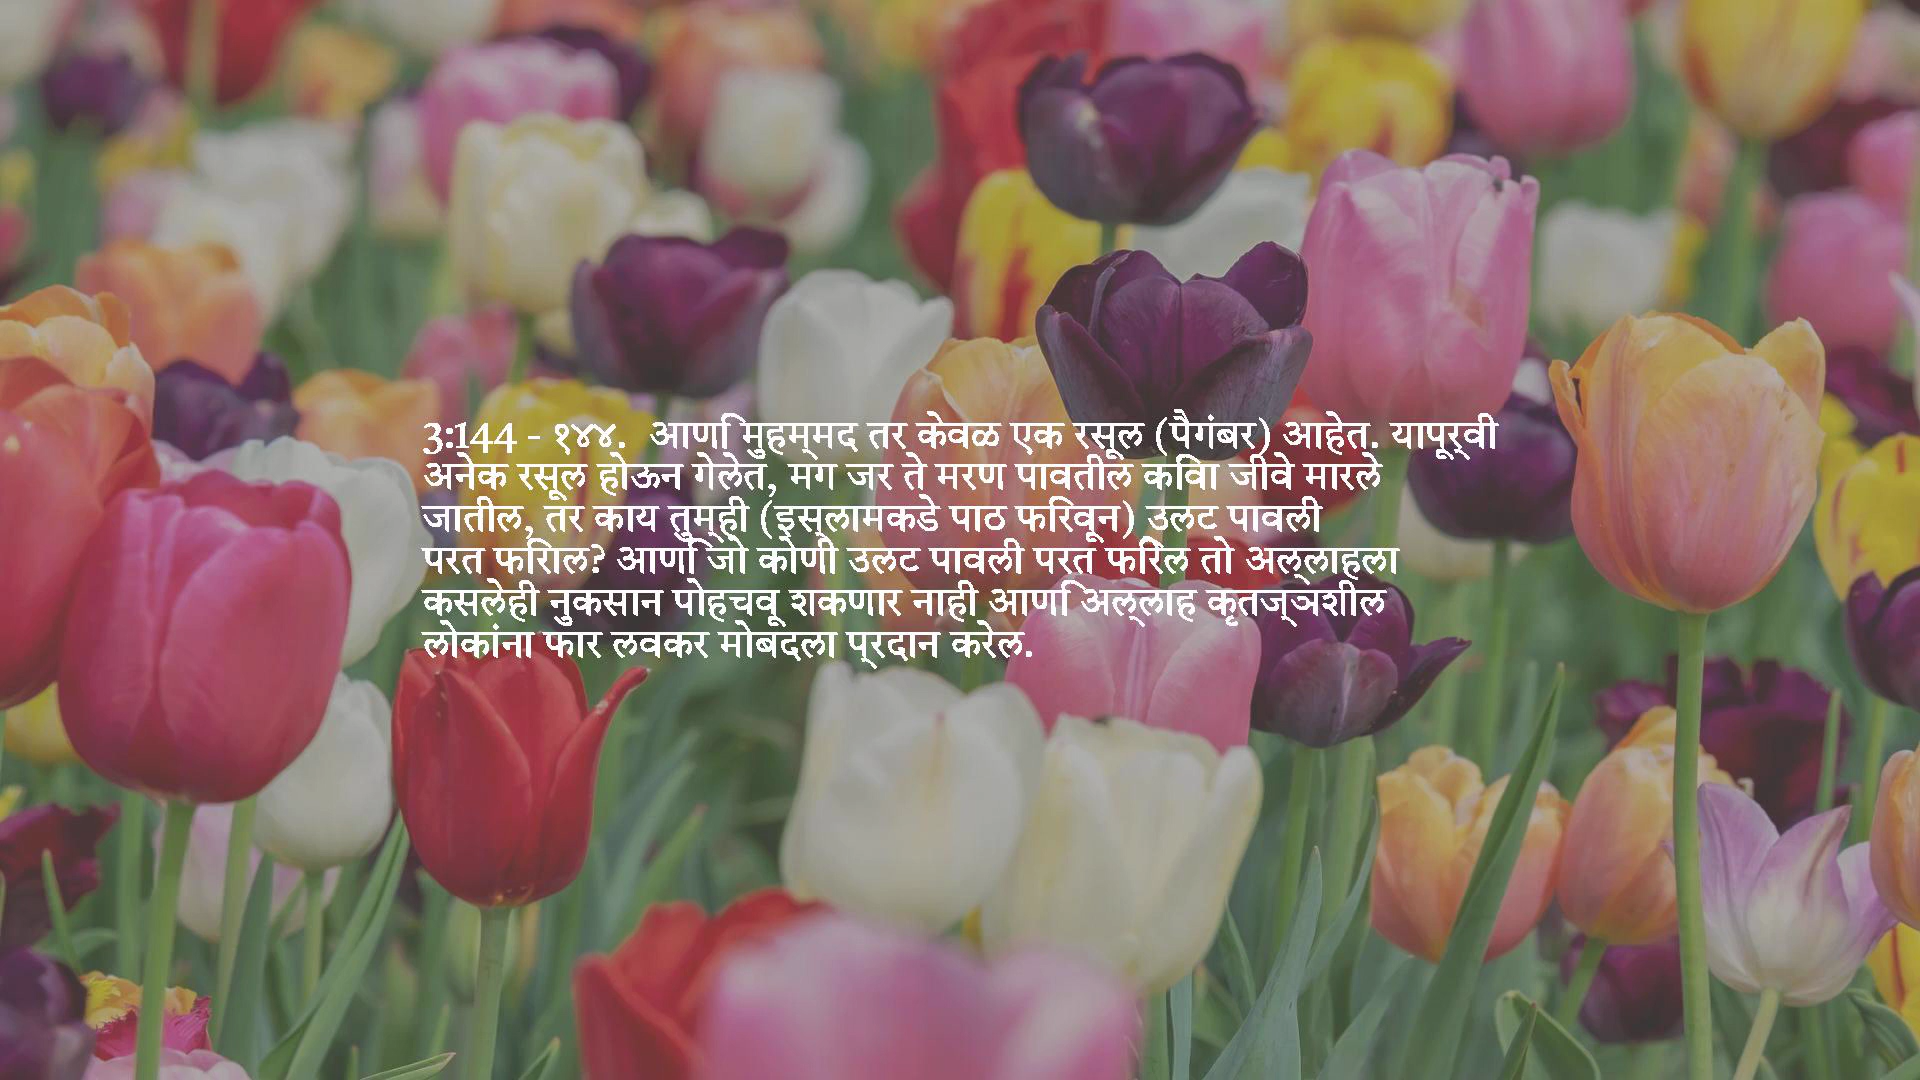 3:144 - १४४. आणि मुहम्मद तर केवळ एक रसूल (पैगंबर) आहेत. यापूर्वी
अनेक रसूल होऊन गेलेत, मग जर ते मरण पावतील किंवा जीवे मारले
जातील, तर काय तुम्ही (इस्लामकडे पाठ फिरवून) उलट पावली
परत फिराल? आणि जो कोणी उलट पावली परत फिरेल तो अल्लाहला
कसलेही नुकसान पोहचवू शकणार नाही आणि अल्लाह कृतज्ञशील
लोकांना फार लवकर मोबदला प्रदान करेल.